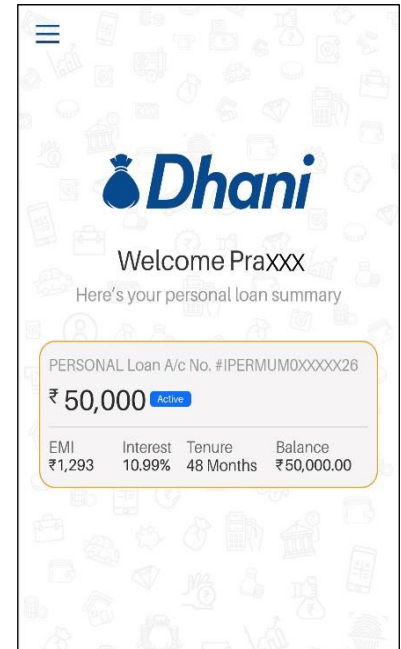 Dhani
Welcome PraXXX
Here's your personal loan summary
PERSONAL Loan A/c No. #IPERMUM0XXXXX26
₹ 50,000 Active
EMI Interest Tenure Balance
₹1,293 10.99% 48 Months ₹50,000.00